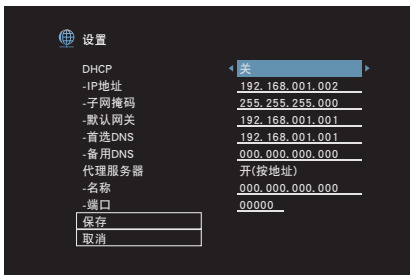 设置
DHCP 关
-IP地址 192.168.001.002
-子网掩码 255.255.255.000
-默认网关 192.168.001.001
-首选DNS 192.168.001.001
-备用DNS 000.000.000.000
代理服务器 开(按地址)
-名称 000.000.000.000
-端口 00000
保存
取消